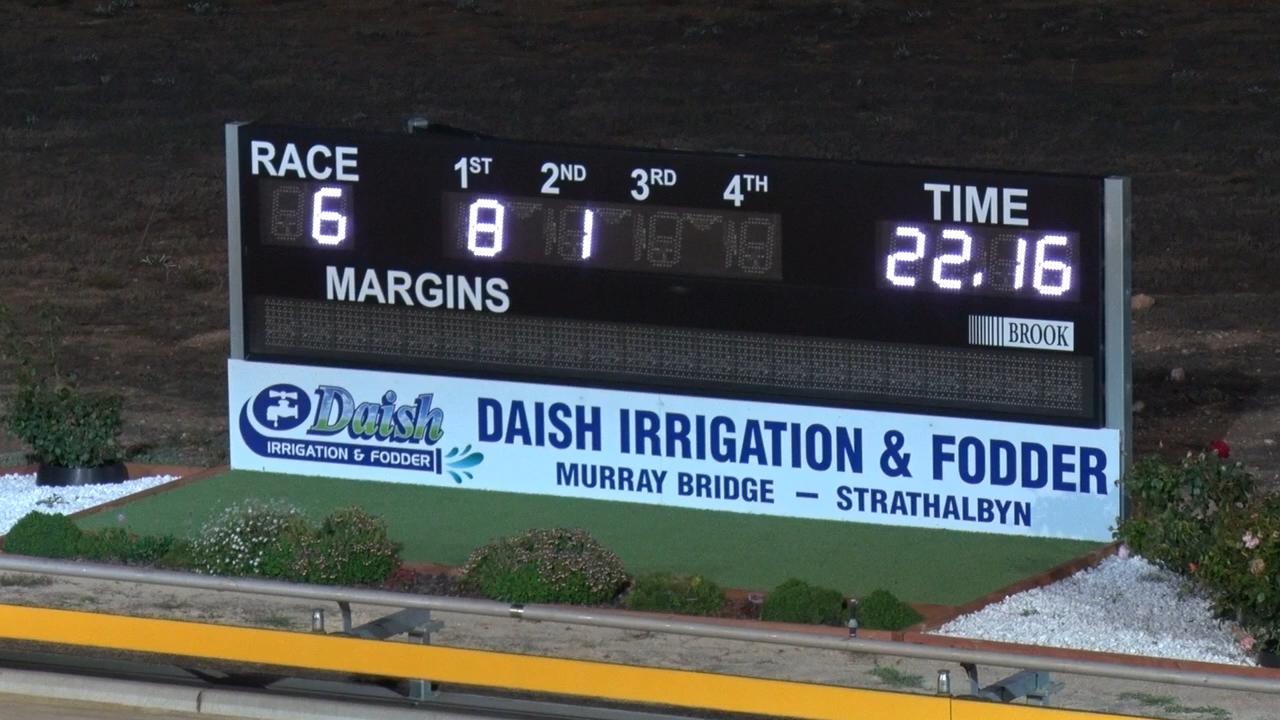 RACE 1ST 2ND 3RD 4TH TIME
6 8 1 22.16
MARGINS
BROOK
Daish
IRRIGATION & FODDER
DAISH IRRIGATION & FODDER
MURRAY BRIDGE – STRATHALBYN